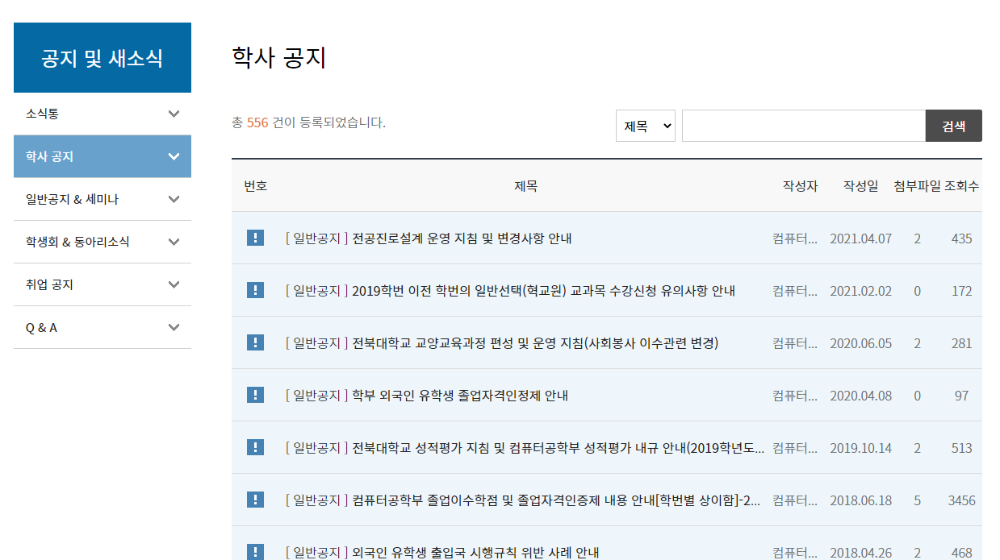 공지 및 새소식
소식통
학사 공지
일반공지 & 세미나
학생회 & 동아리소식
취업 공지
Q & A
학사 공지
총 556 건이 등록되었습니다.
제목 검색
번호 제목 작성자 작성일 첨부파일 조회수
! [ 일반공지 ] 전공진로설계 운영 지침 및 변경사항 안내 컴퓨터... 2021.04.07 2 435
! [ 일반공지 ] 2019학번 이전 학번의 일반선택(혁교원) 교과목 수강신청 유의사항 안내 컴퓨터... 2021.02.02 0 172
! [ 일반공지 ] 전북대학교 교양교육과정 편성 및 운영 지침(사회봉사 이수관련 변경) 컴퓨터... 2020.06.05 2 281
! [ 일반공지 ] 학부 외국인 유학생 졸업자격인정제 안내 컴퓨터... 2020.04.08 0 97
! [ 일반공지 ] 전북대학교 성적평가 지침 및 컴퓨터공학부 성적평가 내규 안내(2019학년도... 컴퓨터... 2019.10.14 2 513
! [ 일반공지 ] 컴퓨터공학부 졸업이수학점 및 졸업자격인증제 내용 안내[학번별 상이함]-2... 컴퓨터... 2018.06.18 5 3456
! [ 일반공지 ] 외국인 유학생 출입국 시행규칙 위반 사례 안내 컴퓨터... 2018.04.26 2 468